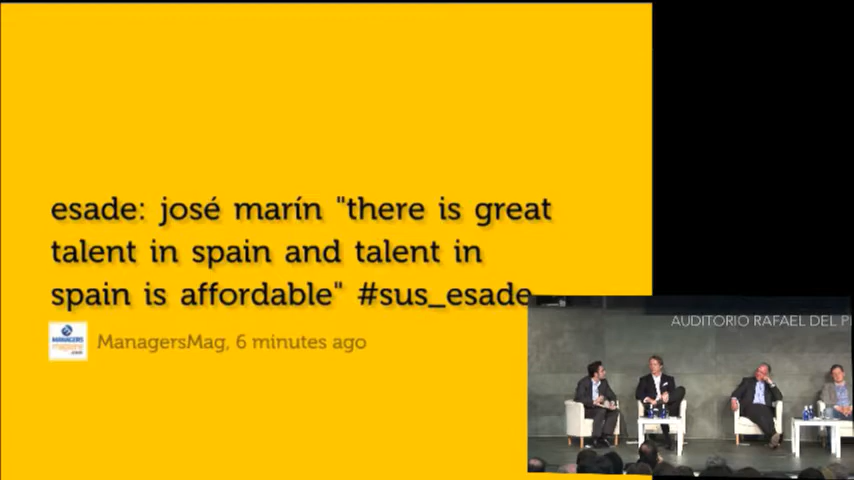 esade: josé marín "there is great
talent in spain and talent in
spain is affordable" #sus_esade
MANAGERS
ManagersMag, 6 minutes ago
AUDITORIO RAFAEL DEL